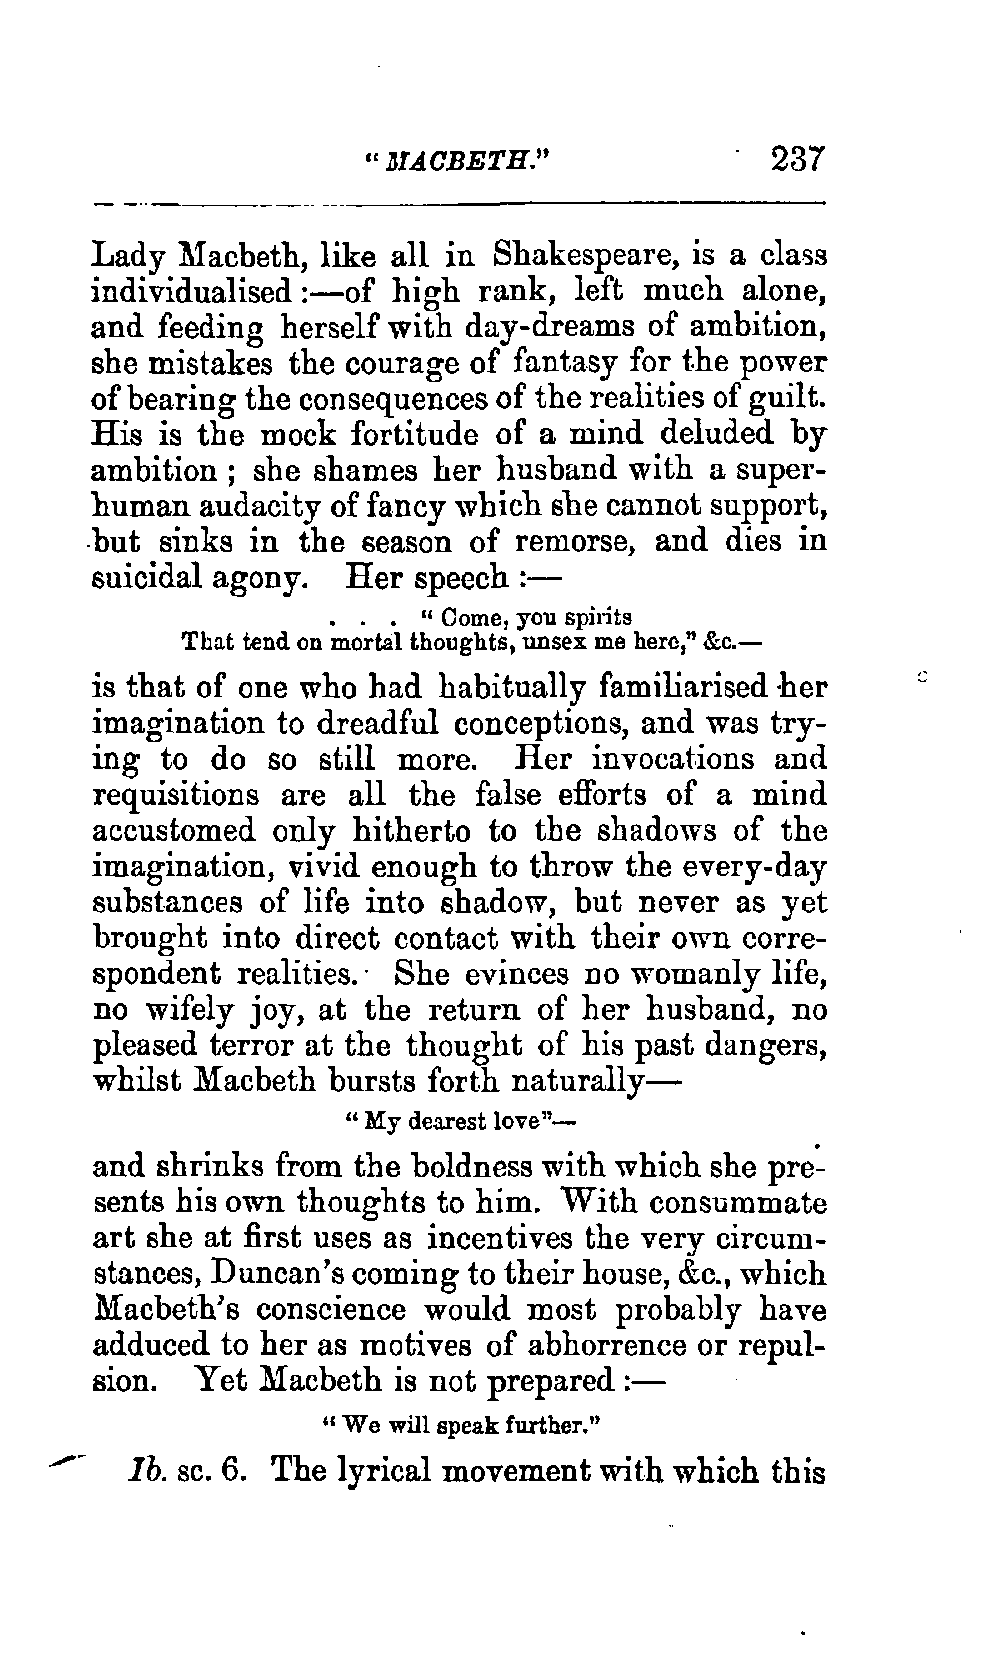 "MACBETH." 237
Lady Macbeth, like all in Shakespeare, is a class
individualised :—of high rank, left much alone,
and feeding herself with day-dreams of ambition,
she mistakes the courage of fantasy for the power
of bearing the consequences of the realities of guilt.
His is the mock fortitude of a mind deluded by
ambition ; she shames her husband with a super-
human audacity of fancy which she cannot support,
but sinks in the season of remorse, and dies in
suicidal agony. Her speech :—
. . . "Come, you spirits
That tend on mortal thoughts, unsex me here," &c.—
is that of one who had habitually familiarised her
imagination to dreadful conceptions, and was try-
ing to do so still more. Her invocations and
requisitions are all the false efforts of a mind
accustomed only hitherto to the shadows of the
imagination, vivid enough to throw the every-day
substances of life into shadow, but never as yet
brought into direct contact with their own corre-
spondent realities. She evinces no womanly life,
no wifely joy, at the return of her husband, no
pleased terror at the thought of his past dangers,
whilst Macbeth bursts forth naturally—
"My dearest love"—
and shrinks from the boldness with which she pre-
sents his own thoughts to him. With consummate
art she at first uses as incentives the very circum-
stances, Duncan's coming to their house, &c., which
Macbeth's conscience would most probably have
adduced to her as motives of abhorrence or repul-
sion. Yet Macbeth is not prepared :—
"We will speak further."
Ib. sc. 6. The lyrical movement with which this